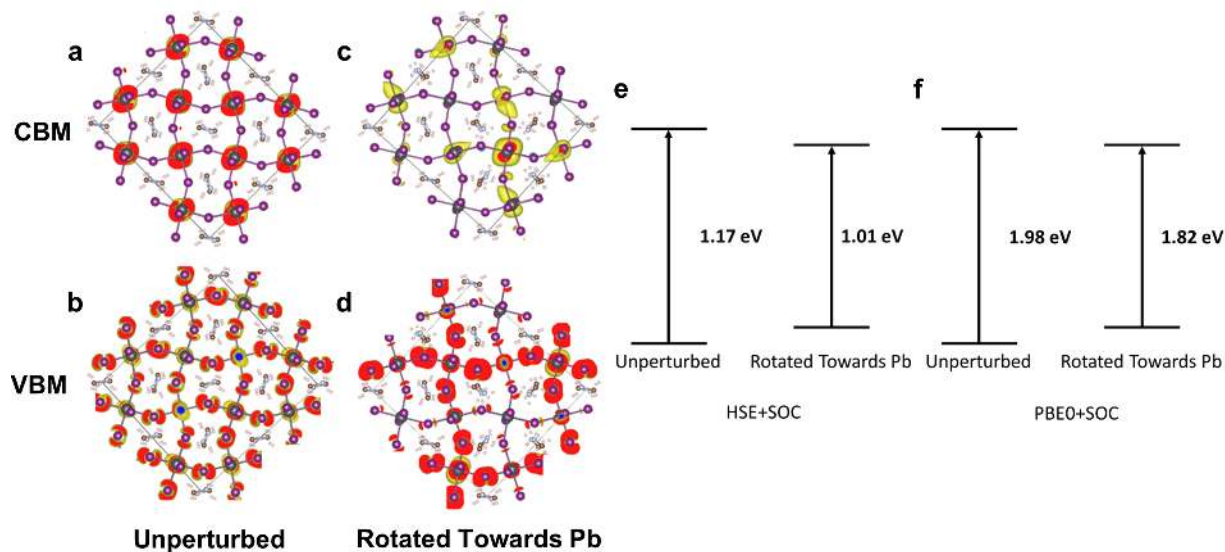 a
c
CBM
b
d
VBM
Unperturbed
Rotated Towards Pb
e
f
1.17 eV
1.01 eV
1.98 eV
1.82 eV
Unperturbed
Rotated Towards Pb
Unperturbed
Rotated Towards Pb
HSE+SOC
PBE0+SOC